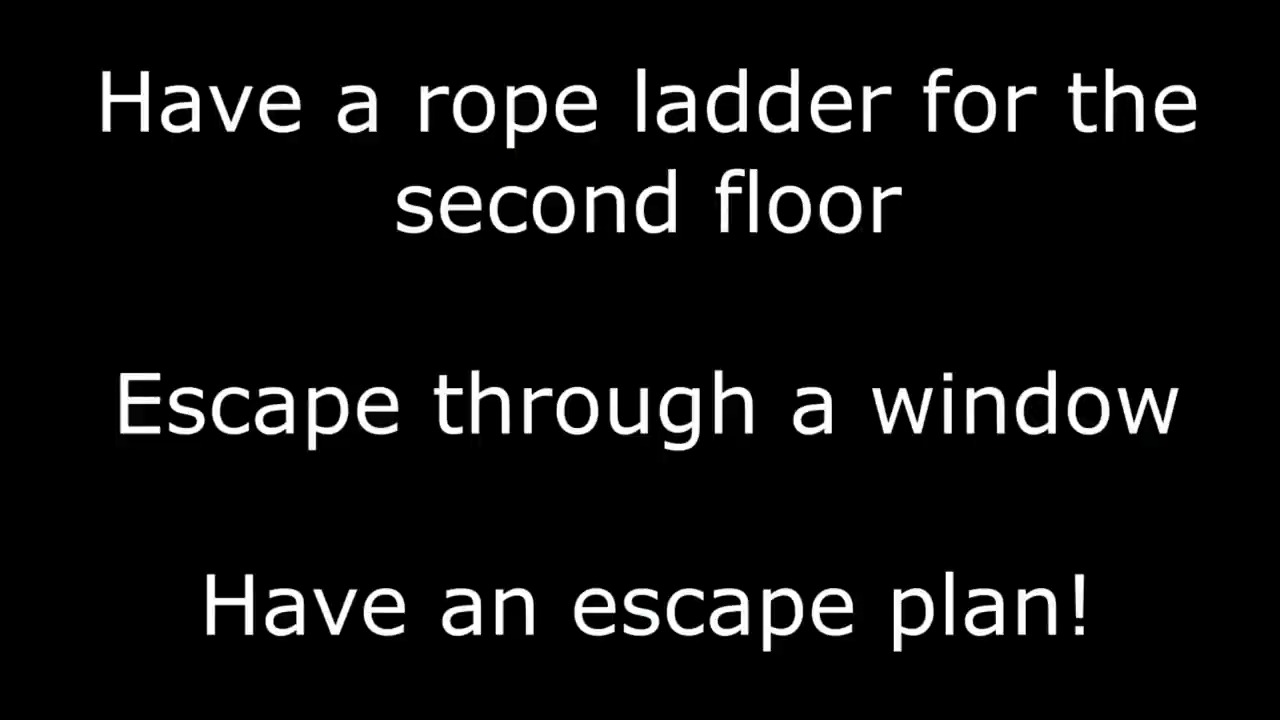 Have a rope ladder for the
second floor
Escape through a window
Have an escape plan!